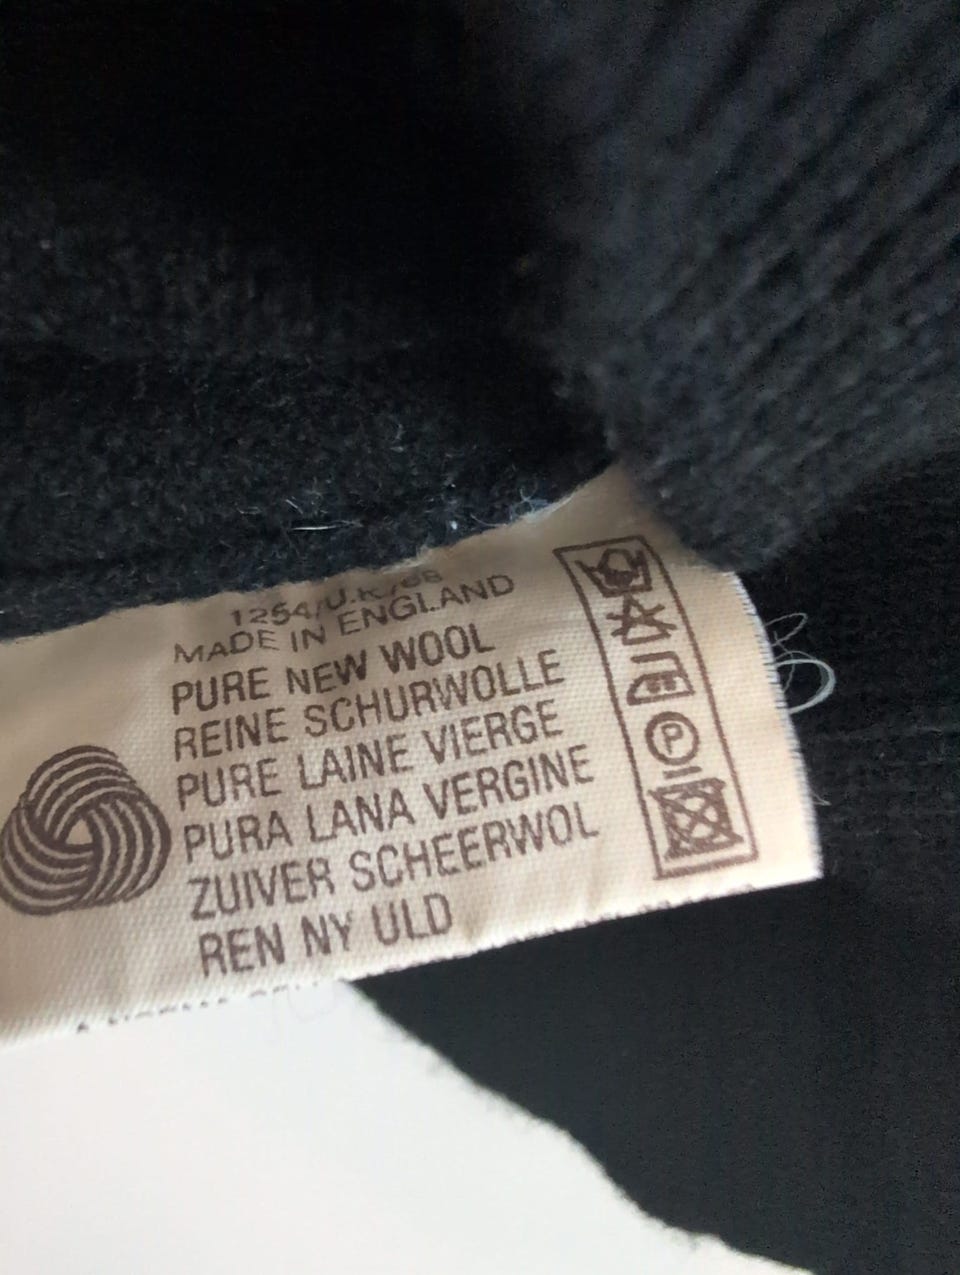 1254/U.K./88
MADE IN ENGLAND
PURE NEW WOOL
REINE SCHURWOLLE
PURE LAINE VIERGE
PURA LANA VERGINE
ZUIVER SCHEERWOL
REN NY ULD
P